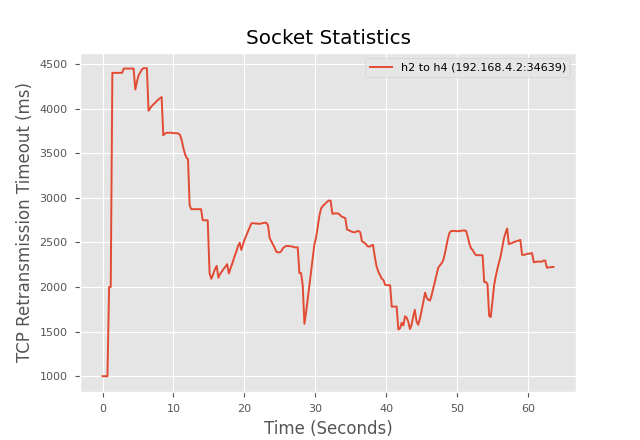 Socket Statistics
h2 to h4 (192.168.4.2:34639)
TCP Retransmission Timeout (ms)
4500
4000
3500
3000
2500
2000
1500
1000
0 10 20 30 40 50 60
Time (Seconds)